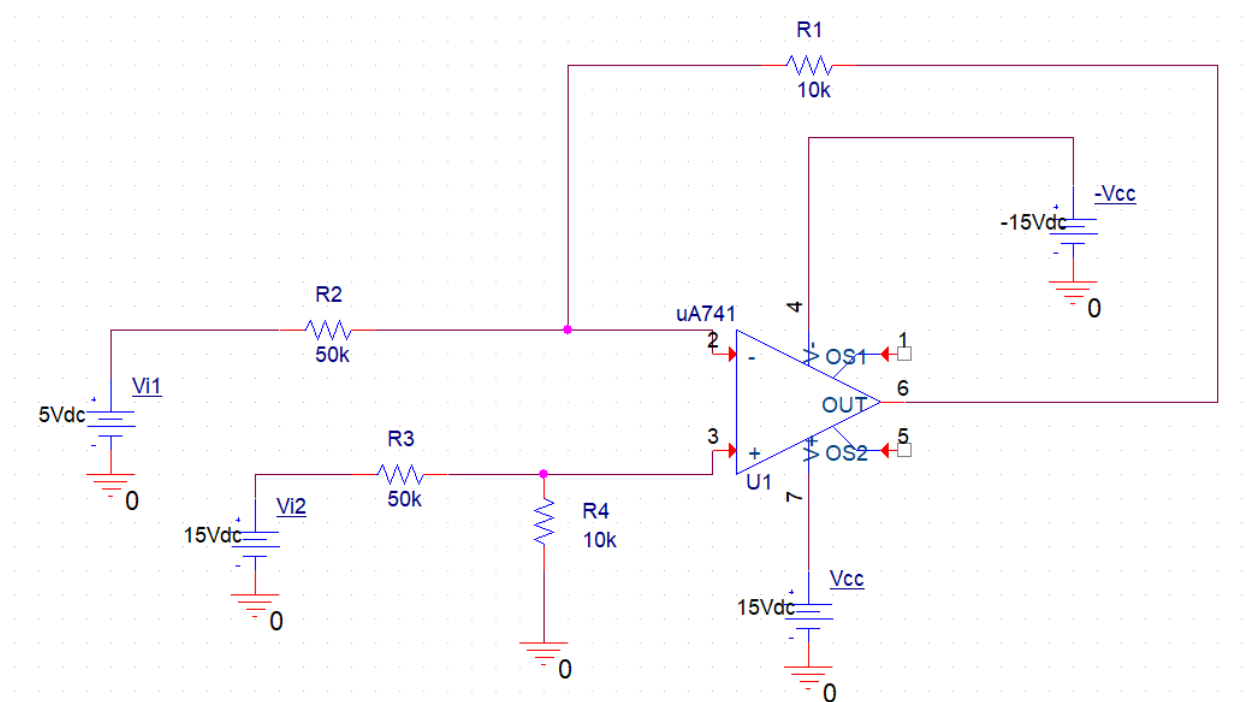 R1
10k
-Vcc
-15Vdc
0
R2
50k
uA741
4
2
-
V-
OS1
1
Vi1
5Vdc
0
OUT
6
R3
50k
3
+
V+
OS2
5
U1
7
Vi2
15Vdc
0
R4
10k
0
Vcc
15Vdc
0